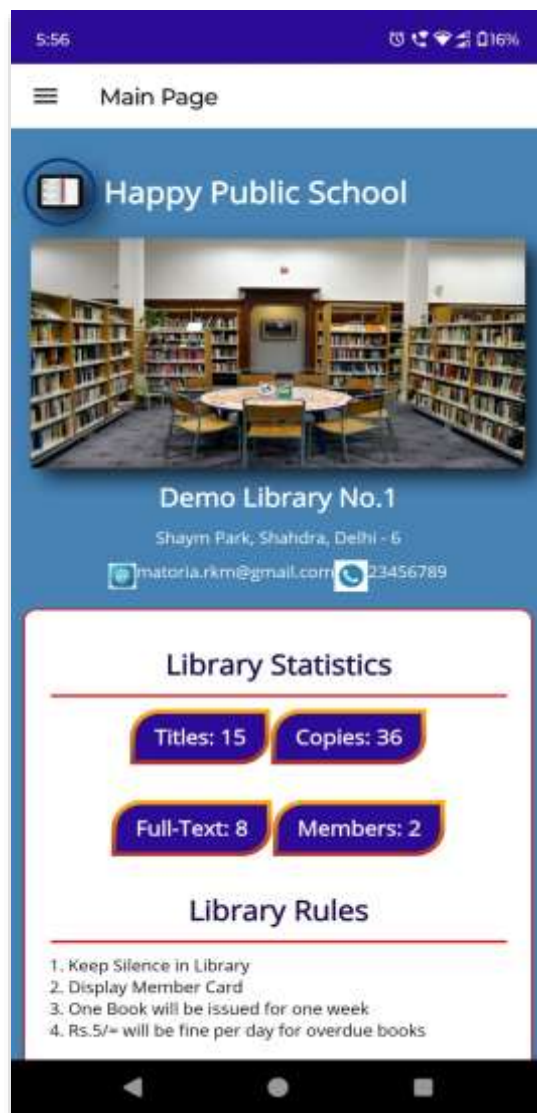 5:56 16%
Main Page
Happy Public School
Demo Library No.1
Shaym Park, Shahdra, Delhi - 6
matoria.rkm@gmail.com 23456789
Library Statistics
Titles: 15 Copies: 36
Full-Text: 8 Members: 2
Library Rules
1. Keep Silence in Library
2. Display Member Card
3. One Book will be issued for one week
4. Rs.5/= will be fine per day for overdue books